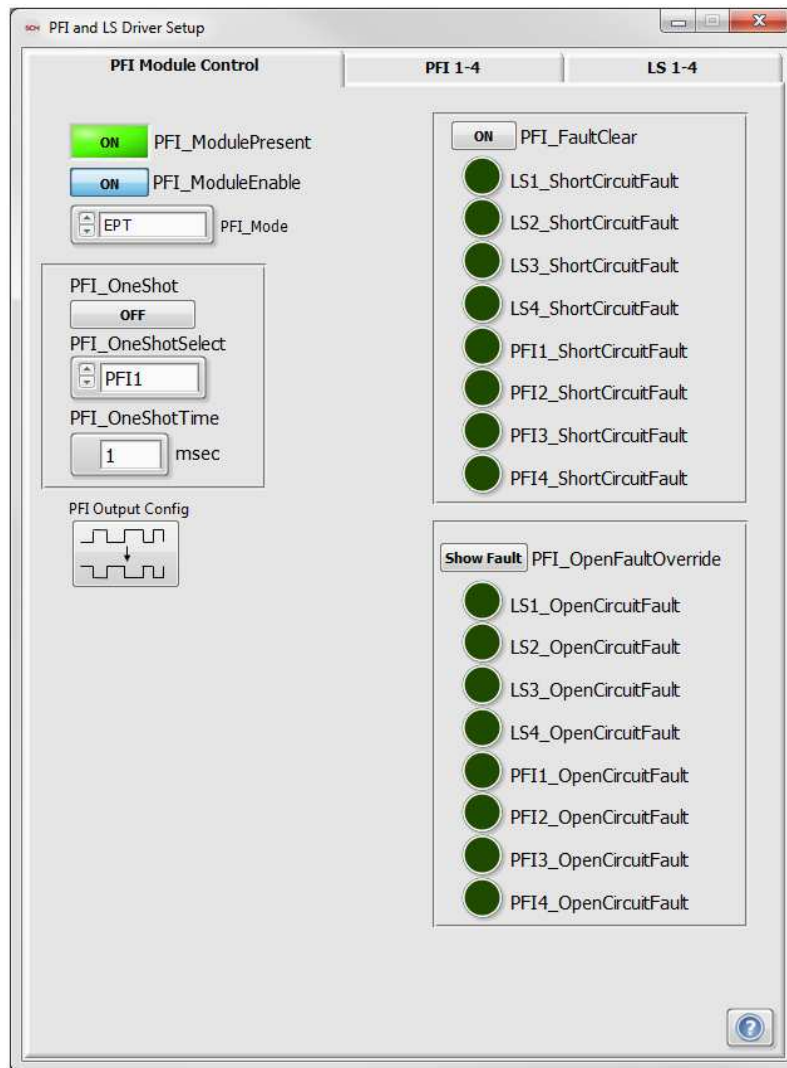 SCM PFI and LS Driver Setup
PFI Module Control
PFI 1-4
LS 1-4
ON PFI_ModulePresent
ON PFI_ModuleEnable
EPT PFI_Mode
PFI_OneShot
OFF
PFI_OneShotSelect
PFI1
PFI_OneShotTime
1 msec
PFI Output Config
ON PFI_FaultClear
LS1_ShortCircuitFault
LS2_ShortCircuitFault
LS3_ShortCircuitFault
LS4_ShortCircuitFault
PFI1_ShortCircuitFault
PFI2_ShortCircuitFault
PFI3_ShortCircuitFault
PFI4_ShortCircuitFault
Show Fault PFI_OpenFaultOverride
LS1_OpenCircuitFault
LS2_OpenCircuitFault
LS3_OpenCircuitFault
LS4_OpenCircuitFault
PFI1_OpenCircuitFault
PFI2_OpenCircuitFault
PFI3_OpenCircuitFault
PFI4_OpenCircuitFault
?